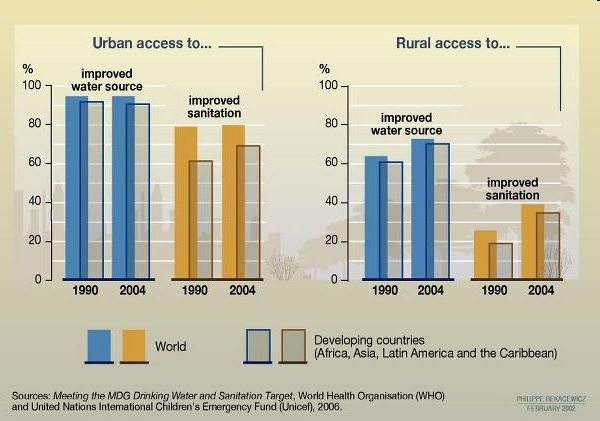 Urban access to...
Rural access to...
%
improved
water source
improved
sanitation
100
80
60
40
20
0
1990
2004
1990
2004
%
improved
water source
improved
sanitation
100
80
60
40
20
0
1990
2004
1990
2004
World
Developing countries
(Africa, Asia, Latin America and the Caribbean)
Sources: Meeting the MDG Drinking Water and Sanitation Target, World Health Organisation (WHO)
and United Nations International Children's Emergency Fund (Unicef), 2006.
PHILIPPE REKACEWICZ
FEBRUARY 2002